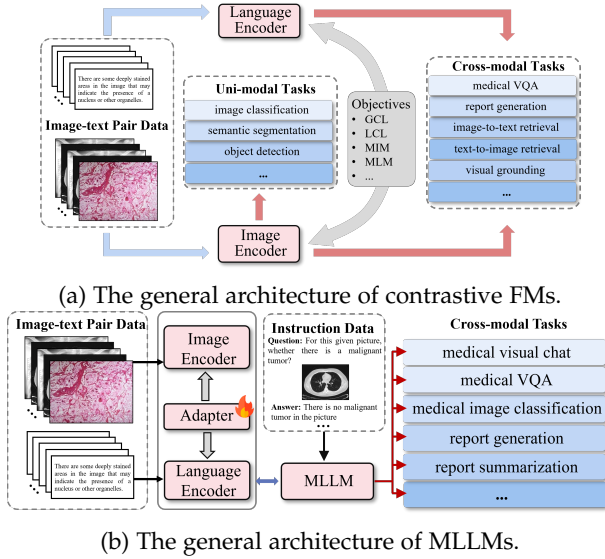 Language
Encoder
There are some deeply stained
areas in the image that may
indicate the presence of a
nucleus or other organelles.
Image-text Pair Data
Uni-modal Tasks
image classification
semantic segmentation
object detection
...
Objectives
• GCL
• LCL
• MIM
• MLM
• ...
Cross-modal Tasks
medical VQA
report generation
image-to-text retrieval
text-to-image retrieval
visual grounding
...
Image
Encoder
(a) The general architecture of contrastive FMs.
Image-text Pair Data
There are some deeply stained
areas in the image that may
indicate the presence of a
nucleus or other organelles.
Image
Encoder
Adapter
Language
Encoder
Instruction Data
Question: For this given picture,
whether there is a malignant
tumor?
Answer: There is no malignant
tumor in the picture
...
MLLM
Cross-modal Tasks
medical visual chat
medical VQA
medical image classification
report generation
report summarization
...
(b) The general architecture of MLLMs.